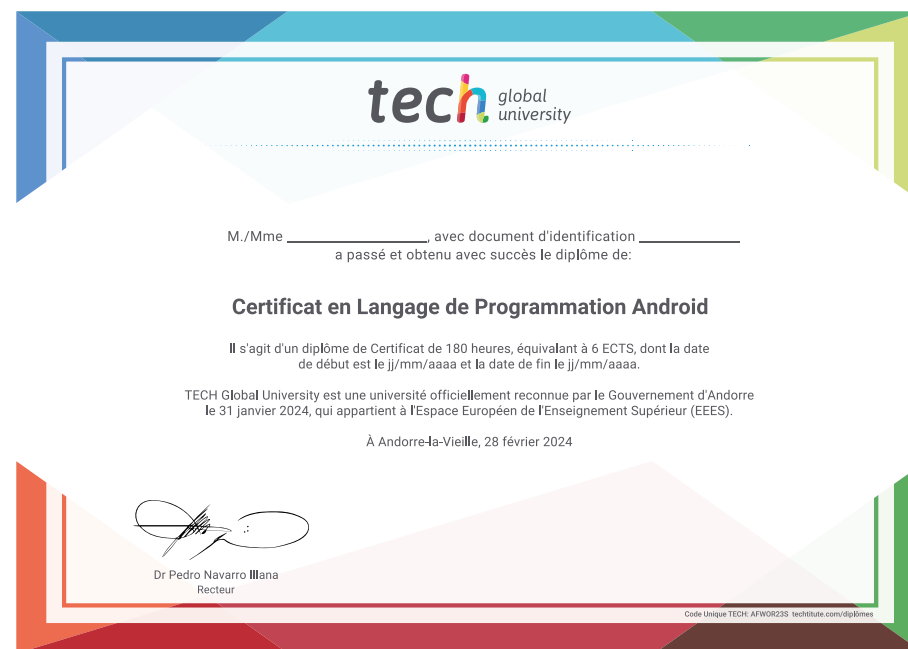 tech global university
M./Mme ____________, avec document d'identification ____________
a passé et obtenu avec succès le diplôme de:
Certificat en Langage de Programmation Android
Il s'agit d'un diplôme de Certificat de 180 heures, équivalant à 6 ECTS, dont la date
de début est le jj/mm/aaaa et la date de fin le jj/mm/aaaa.
TECH Global University est une université officiellement reconnue par le Gouvernement d'Andorre
le 31 janvier 2024, qui appartient à l'Espace Européen de l'Enseignement Supérieur (EEES).
À Andorre-la-Vieille, 28 février 2024
Dr Pedro Navarro Illana
Recteur
Code Unique TECH: AFWOR23S techtitute.com/diplômes